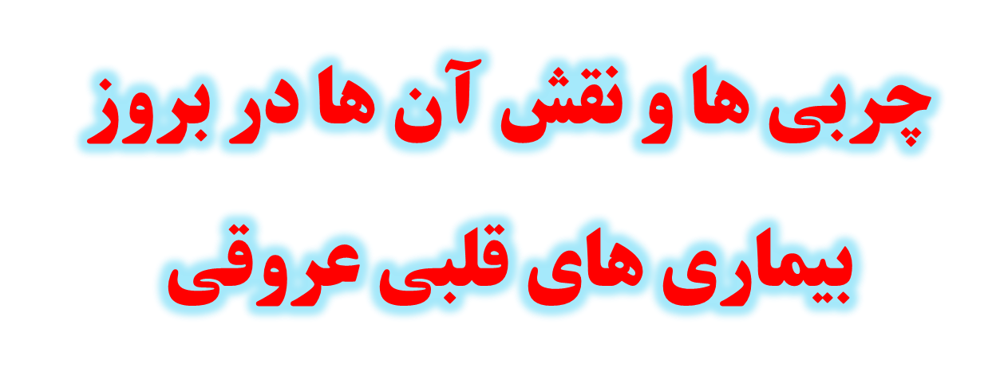 چربی ها و نقش آن ها در بروز
بیماری های قلبی عروقی